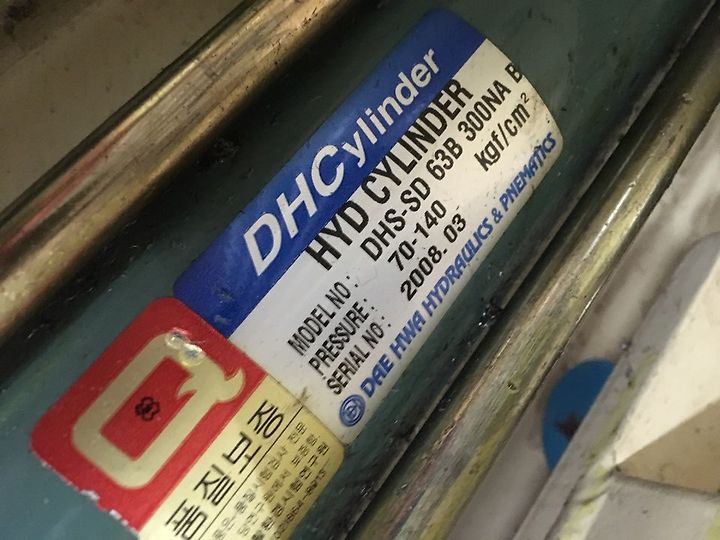 DHCylinder
HYD CYLINDER
MODEL NO : DHS-SD 63B 300NA B
PRESSURE : 70-140 kgf/cm²
SERIAL NO : 2008.03
DAE HWA HYDRAULICS & PNEMATICS
Q
품질보증